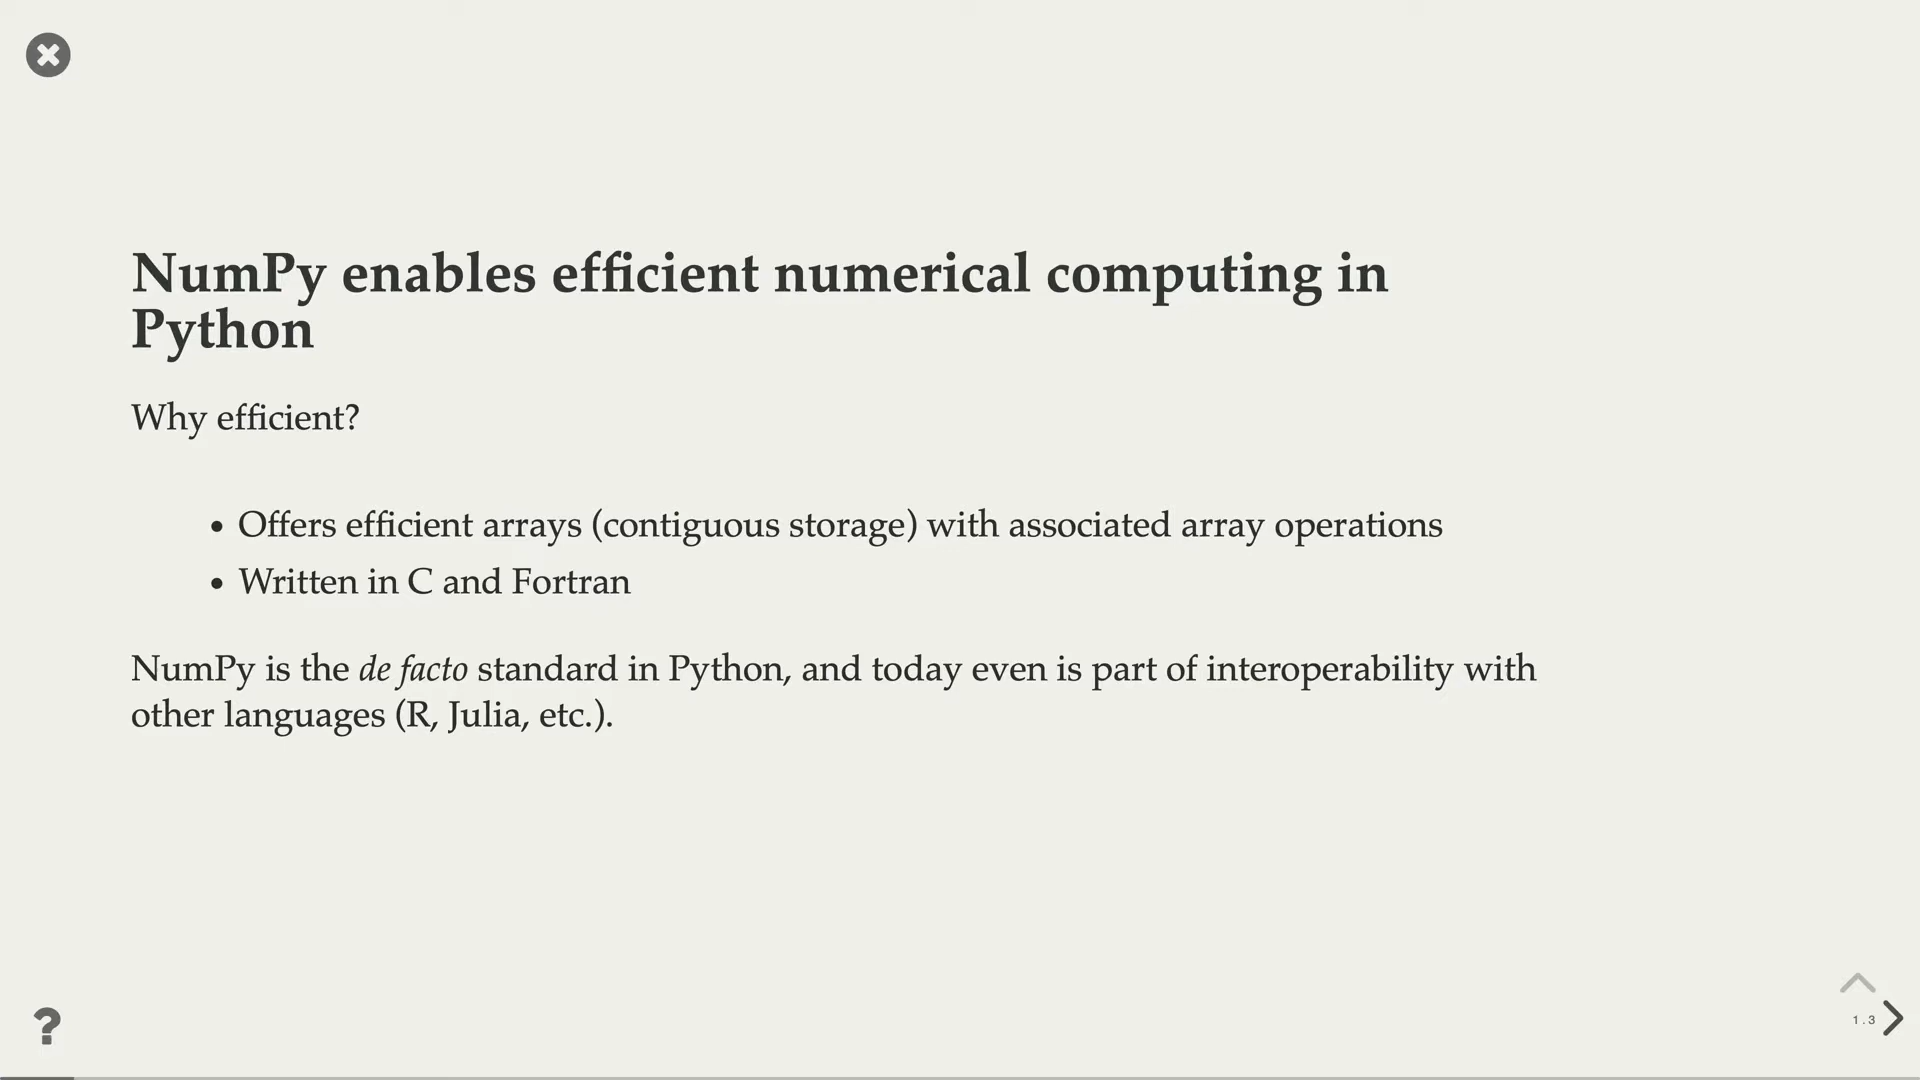 NumPy enables efficient numerical computing in
Python
Why efficient?
• Offers efficient arrays (contiguous storage) with associated array operations
• Written in C and Fortran
NumPy is the de facto standard in Python, and today even is part of interoperability with
other languages (R, Julia, etc.).
?
1.3